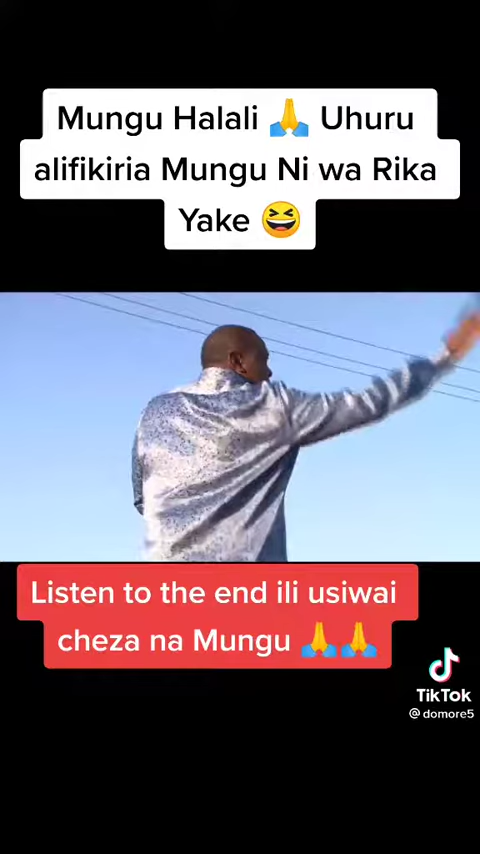 Mungu Halali 🙏 Uhuru
alifikiria Mungu Ni wa Rika
Yake 😆
Listen to the end ili usiwai
cheza na Mungu 🙏🙏
TikTok
@domore5